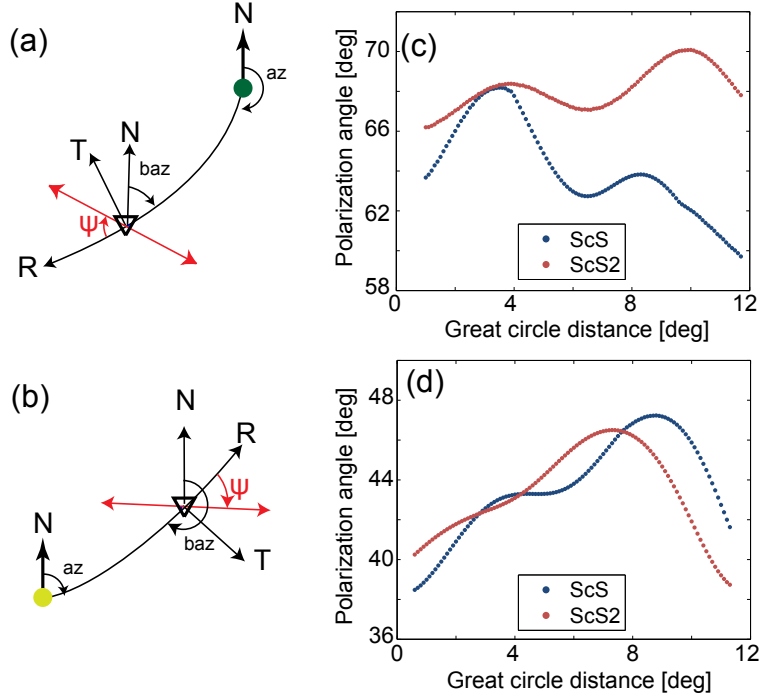 (a)
N
az
T
N
baz
Ψ
R
(b)
N
R
Ψ
N
az
baz
T
(c)
Polarization angle [deg]
70
66
62
58
0
4
8
12
ScS
ScS2
Great circle distance [deg]
(d)
Polarization angle [deg]
48
44
40
36
0
4
8
12
ScS
ScS2
Great circle distance [deg]